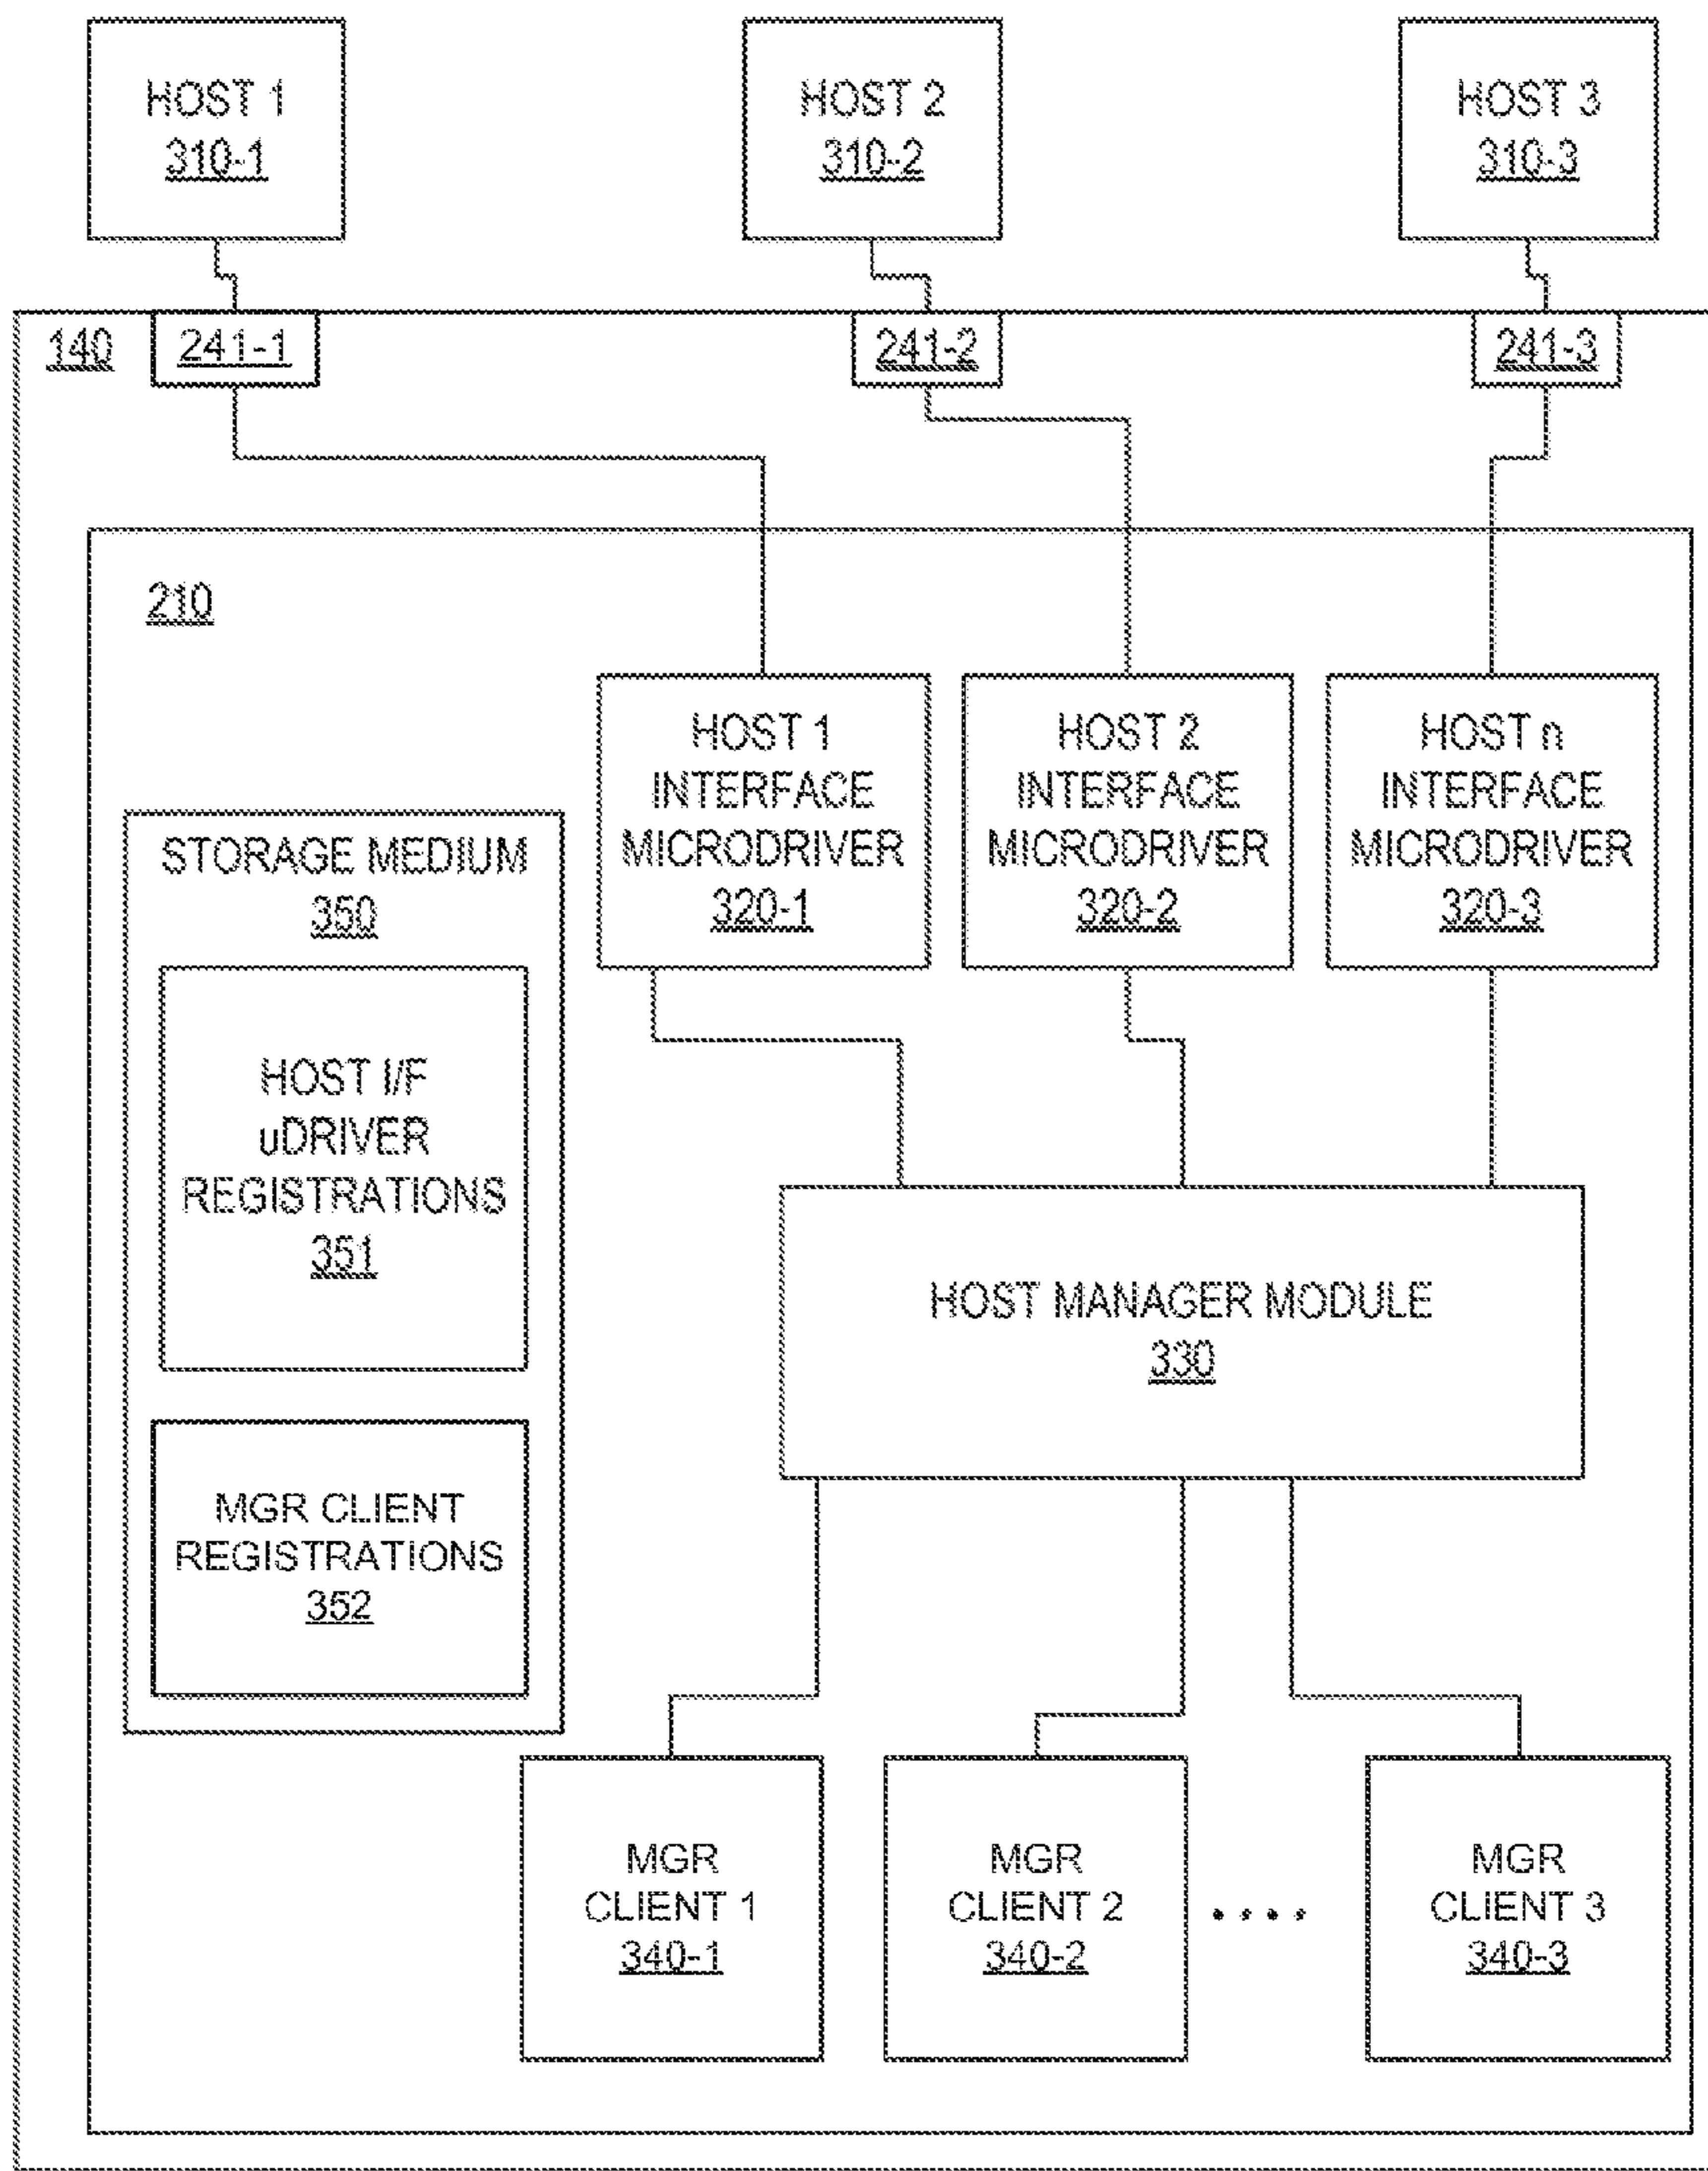 HOST 1
310-1
HOST 2
310-2
HOST 3
310-3
140
241-1
241-2
241-3
210
HOST 1
INTERFACE
MICRODRIVER
320-1
HOST 2
INTERFACE
MICRODRIVER
320-2
HOST n
INTERFACE
MICRODRIVER
320-3
STORAGE MEDIUM
350
HOST I/F
uDRIVER
REGISTRATIONS
351
MGR CLIENT
REGISTRATIONS
352
HOST MANAGER MODULE
330
MGR
CLIENT 1
340-1
MGR
CLIENT 2
340-2
....
MGR
CLIENT 3
340-3